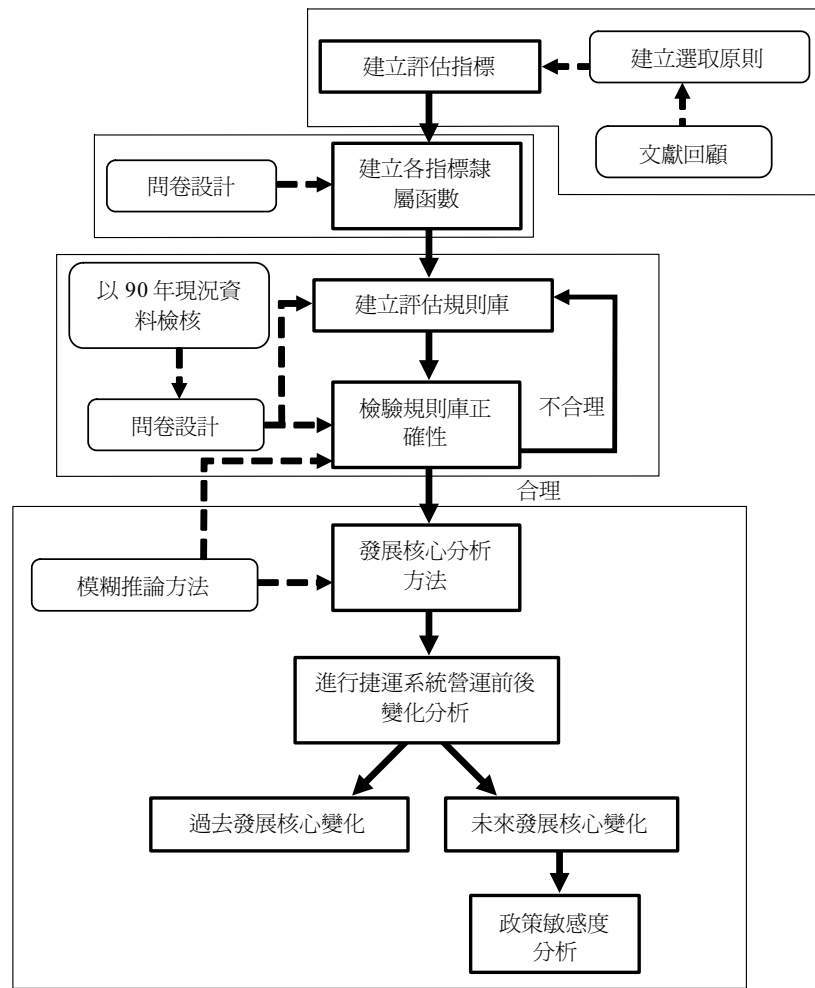 建立評估指標
建立選取原則
文獻回顧
建立各指標隸
屬函數
問卷設計
以 90 年現況資
料檢核
建立評估規則庫
問卷設計
檢驗規則庫正
確性
不合理
合理
發展核心分析
方法
模糊推論方法
進行捷運系統營運前後
變化分析
過去發展核心變化
未來發展核心變化
政策敏感度
分析